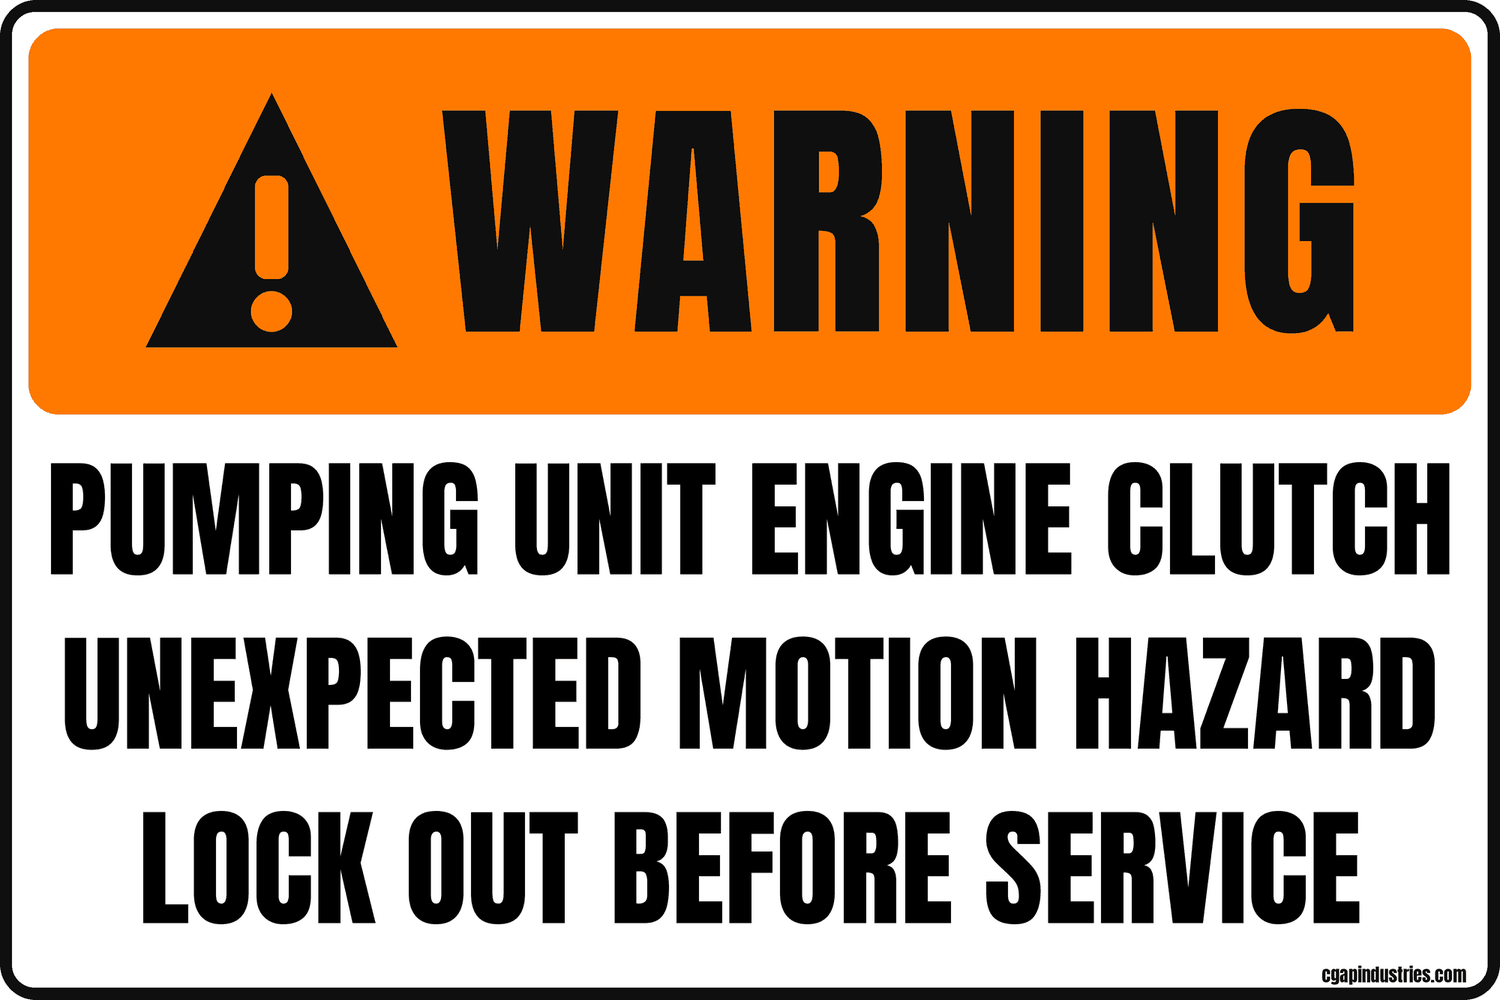 WARNING
PUMPING UNIT ENGINE CLUTCH
UNEXPECTED MOTION HAZARD
LOCK OUT BEFORE SERVICE
cgapindustries.com